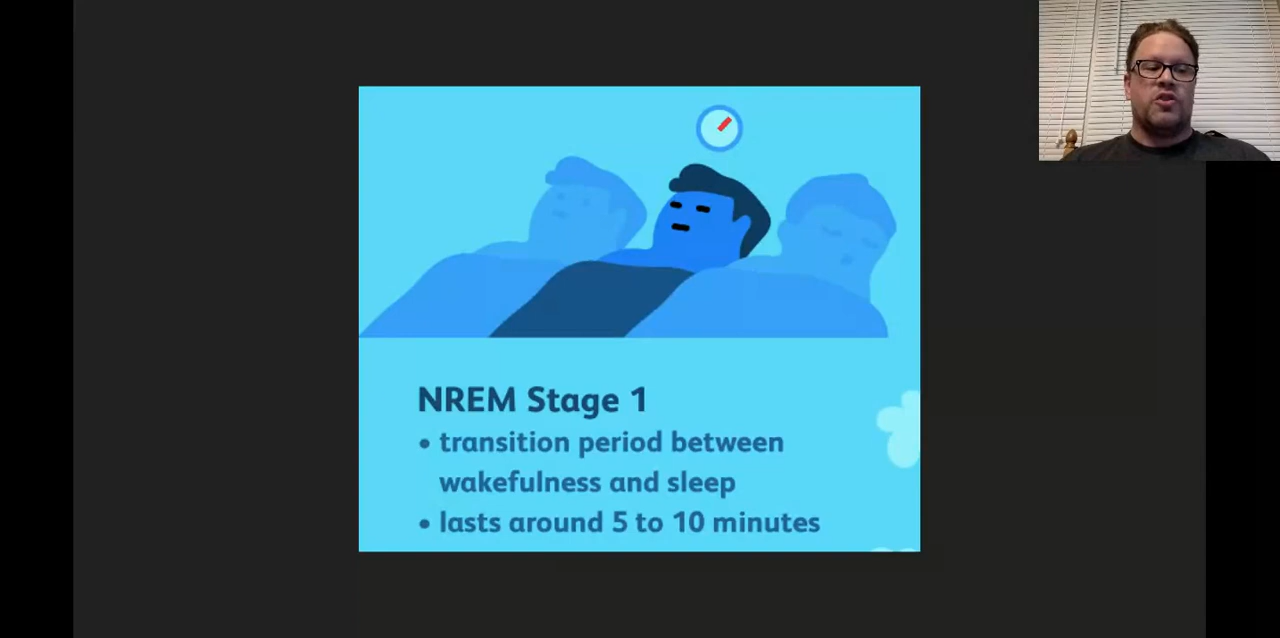 NREM Stage 1
• transition period between
wakefulness and sleep
• lasts around 5 to 10 minutes